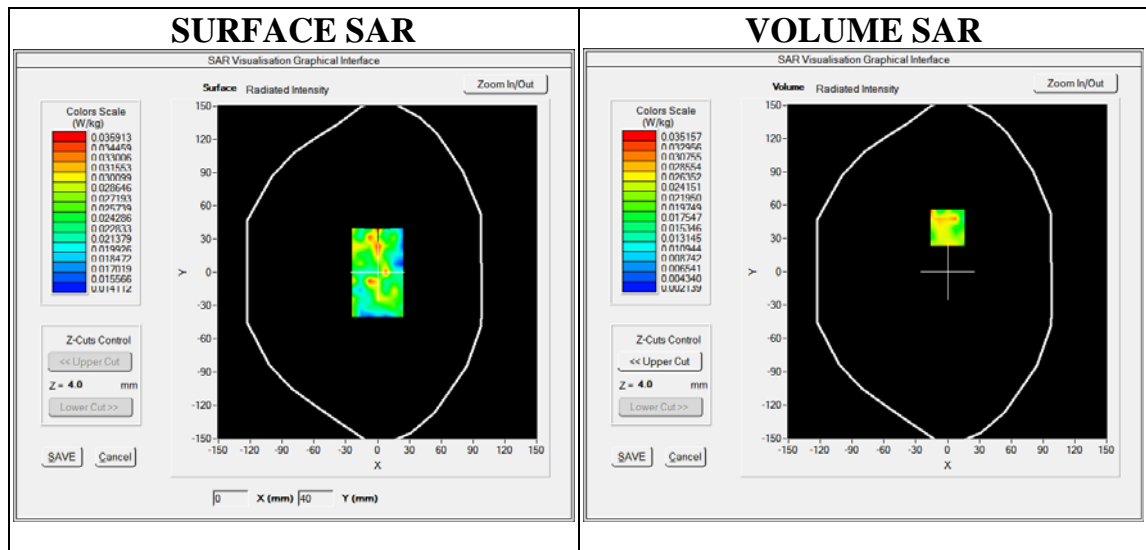 SURFACE SAR
SAR Visualisation Graphical Interface
Surface Radiated Intensity
Zoom In/Out
Colors Scale
(W/kg)
0.035913
0.034459
0.033006
0.031553
0.030099
0.028646
0.027193
0.025739
0.024286
0.022833
0.021379
0.019926
0.018472
0.017019
0.015566
0.014112
Z-Cuts Control
<< Upper Cut
Z = 4.0 mm
Lower Cut >>
SAVE Cancel
150
120
90
60
30
0
-30
-60
-90
-120
-150
Y
-150 -120 -90 -60 -30 0 30 60 90 120 150
X
0 X (mm) 40 Y (mm)
VOLUME SAR
SAR Visualisation Graphical Interface
Volume Radiated Intensity
Zoom In/Out
Colors Scale
(W/kg)
0.035157
0.032956
0.030755
0.028554
0.026352
0.024151
0.021950
0.019749
0.017547
0.015346
0.013145
0.010944
0.008742
0.006541
0.004340
0.002139
Z-Cuts Control
<< Upper Cut
Z = 4.0 mm
Lower Cut >>
SAVE Cancel
150
120
90
60
30
0
-30
-60
-90
-120
-150
Y
-150 -120 -90 -60 -30 0 30 60 90 120 150
X